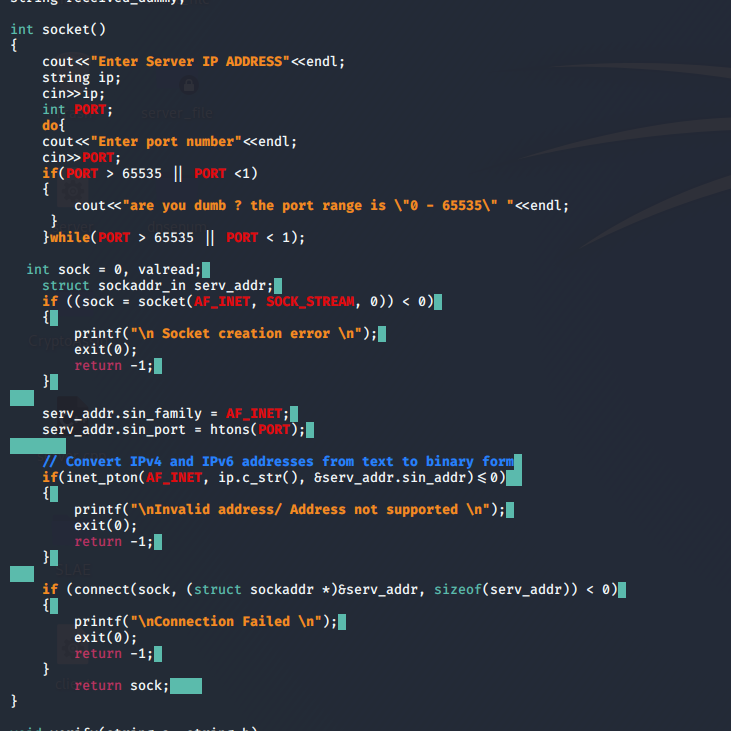 string received_dummy;
int socket()
{
cout<<"Enter Server IP ADDRESS"<<endl;
string ip;
cin>>ip;
int PORT;
do{
cout<<"Enter port number"<<endl;
cin>>PORT;
if(PORT > 65535 || PORT <1)
{
cout<<"are you dumb ? the port range is \"0 - 65535\" "<<endl;
}
}while(PORT > 65535 || PORT < 1);
int sock = 0, valread;
struct sockaddr_in serv_addr;
if ((sock = socket(AF_INET, SOCK_STREAM, 0)) < 0)
{
printf("\n Socket creation error \n");
exit(0);
return -1;
}
serv_addr.sin_family = AF_INET;
serv_addr.sin_port = htons(PORT);
// Convert IPv4 and IPv6 addresses from text to binary form
if(inet_pton(AF_INET, ip.c_str(), &serv_addr.sin_addr)<=0)
{
printf("\nInvalid address/ Address not supported \n");
exit(0);
return -1;
}
if (connect(sock, (struct sockaddr *)&serv_addr, sizeof(serv_addr)) < 0)
{
printf("\nConnection Failed \n");
exit(0);
return -1;
}
return sock;
}